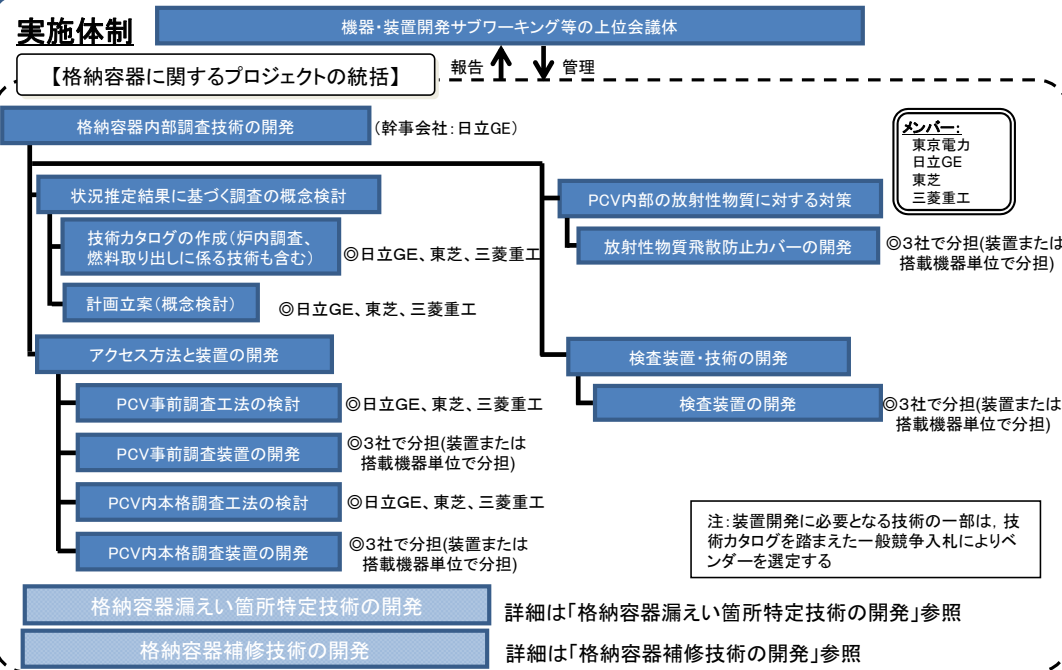 実施体制
機器・装置開発サブワーキング等の上位会議体
【格納容器に関するプロジェクトの統括】
報告
管理
格納容器内部調査技術の開発
(幹事会社:日立GE)
メンバー:
東京電力
日立GE
東芝
三菱重工
状況推定結果に基づく調査の概念検討
技術カタログの作成(炉内調査、
燃料取り出しに係る技術も含む)
◎日立GE、東芝、三菱重工
計画立案(概念検討)
◎日立GE、東芝、三菱重工
アクセス方法と装置の開発
PCV事前調査工法の検討
◎日立GE、東芝、三菱重工
PCV事前調査装置の開発
◎3社で分担(装置または
搭載機器単位で分担)
PCV内本格調査工法の検討
◎日立GE、東芝、三菱重工
PCV内本格調査装置の開発
◎3社で分担(装置または
搭載機器単位で分担)
PCV内部の放射性物質に対する対策
放射性物質飛散防止カバーの開発
◎3社で分担(装置または
搭載機器単位で分担)
検査装置・技術の開発
検査装置の開発
◎3社で分担(装置または
搭載機器単位で分担)
注:装置開発に必要となる技術の一部は, 技
術カタログを踏まえた一般競争入札によりベ
ンダーを選定する
格納容器漏えい箇所特定技術の開発
詳細は「格納容器漏えい箇所特定技術の開発」参照
格納容器補修技術の開発
詳細は「格納容器補修技術の開発」参照